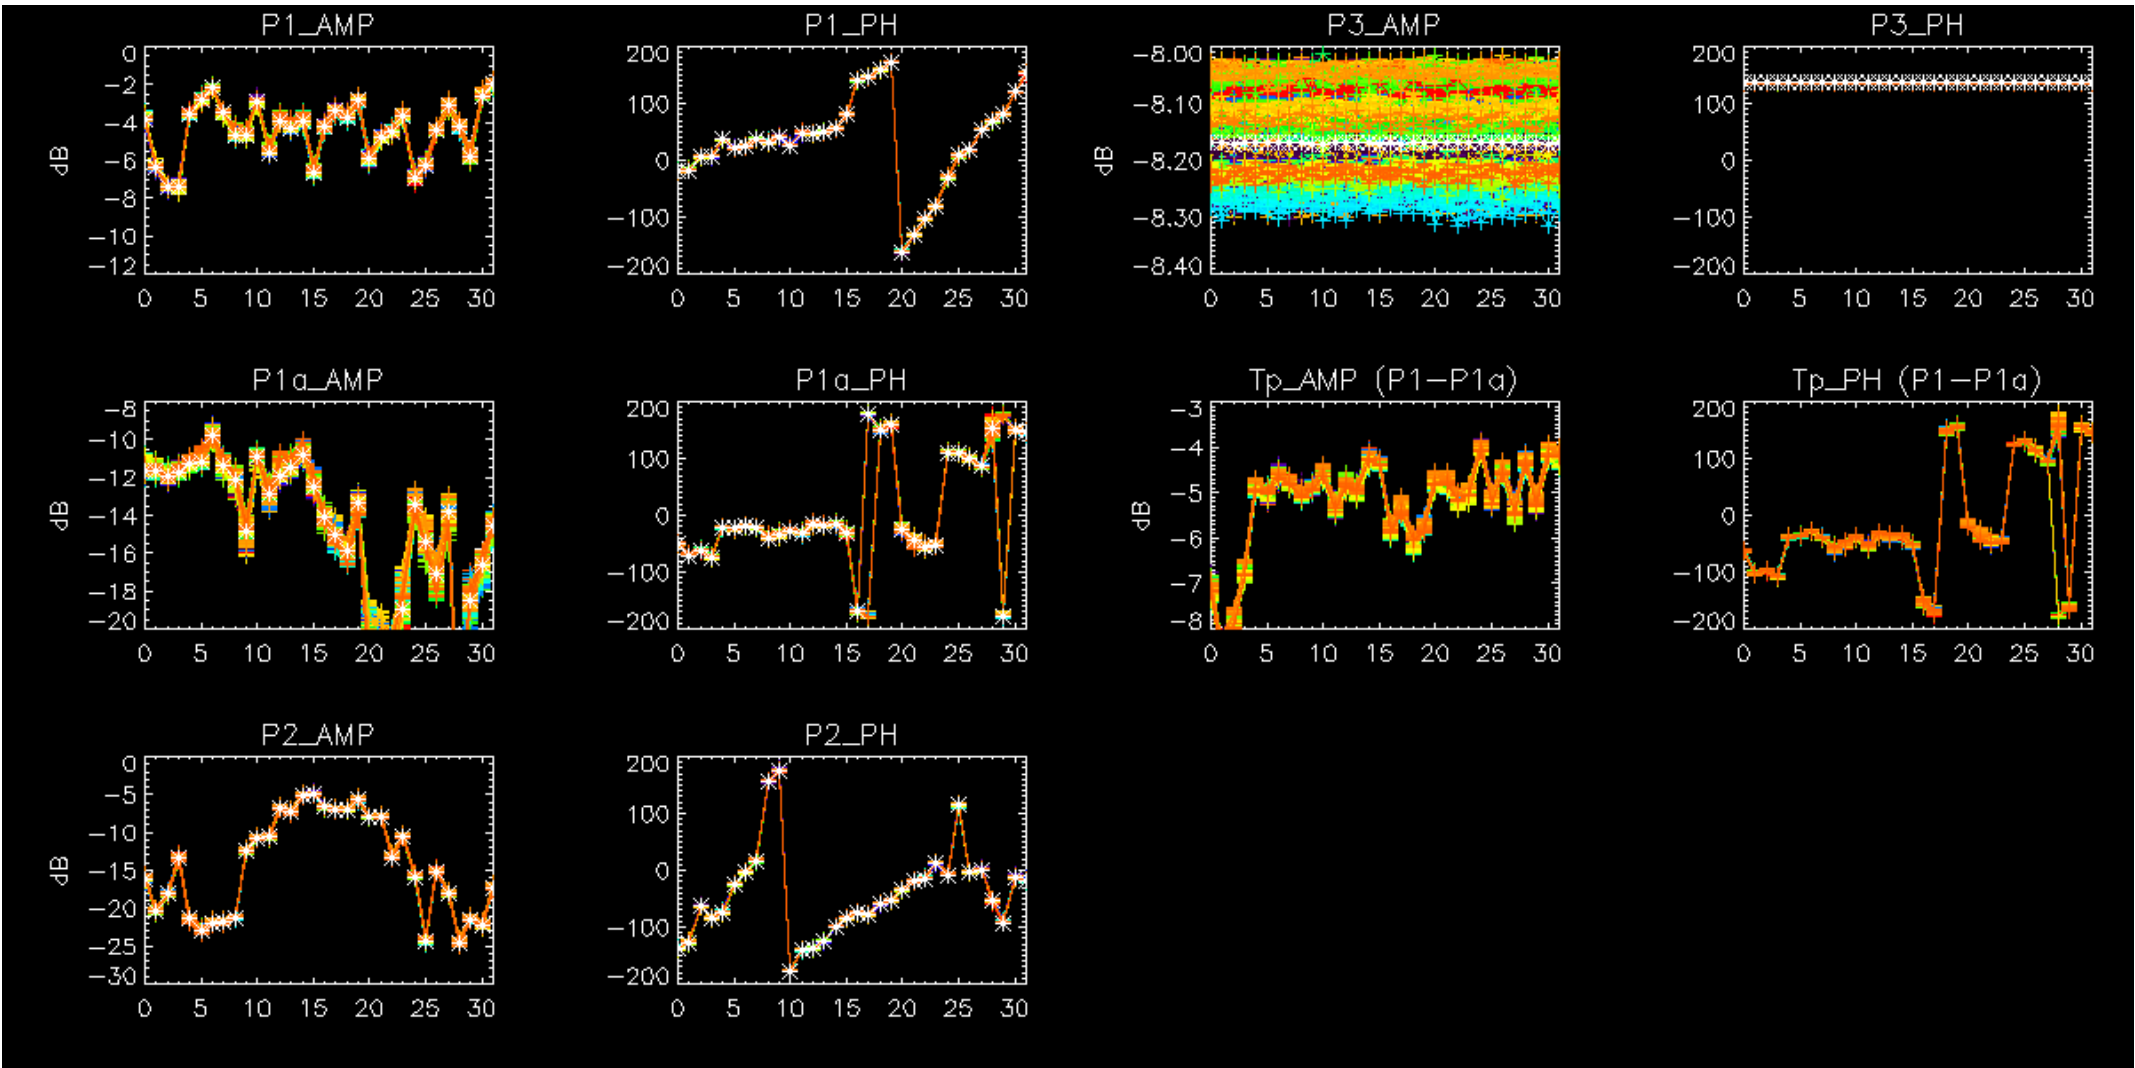 P1_AMP
0
−2
−4
−6
−8
−10
−12
dB
0 5 10 15 20 25 30
P1_PH
200
100
0
−100
−200
0 5 10 15 20 25 30
P3_AMP
−8.00
−8.10
−8.20
−8.30
−8.40
dB
0 5 10 15 20 25 30
P3_PH
200
100
0
−100
−200
0 5 10 15 20 25 30
P1a_AMP
−8
−10
−12
−14
−16
−18
−20
dB
0 5 10 15 20 25 30
P1a_PH
200
100
0
−100
−200
0 5 10 15 20 25 30
Tp_AMP (P1−P1a)
−3
−4
−5
−6
−7
−8
dB
0 5 10 15 20 25 30
Tp_PH (P1−P1a)
200
100
0
−100
−200
0 5 10 15 20 25 30
P2_AMP
0
−5
−10
−15
−20
−25
−30
dB
0 5 10 15 20 25 30
P2_PH
200
100
0
−100
−200
0 5 10 15 20 25 30